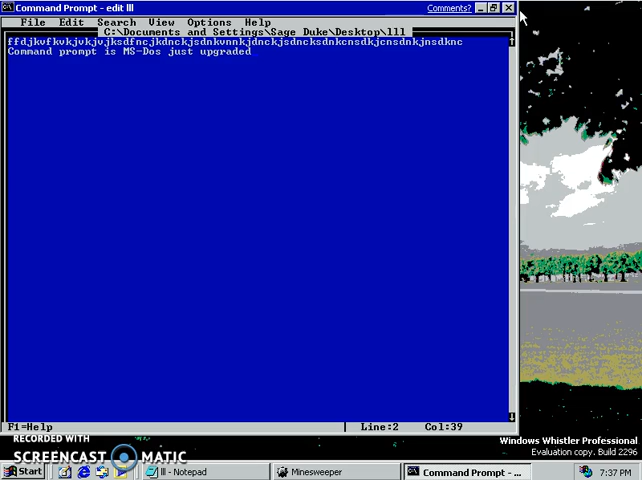 Command Prompt - edit lll
Comments?
File Edit Search View Options Help
C:\Documents and Settings\Sage Duke\Desktop\lll
Command prompt is MS-Dos just upgraded
F1=Help
Line:2 Col:39
RECORDED WITH
SCREENCAST MATIC
Windows Whistler Professional
Evaluation copy. Build 2296
Start
lll - Notepad
Minesweeper
Command Prompt - ...
7:37 PM